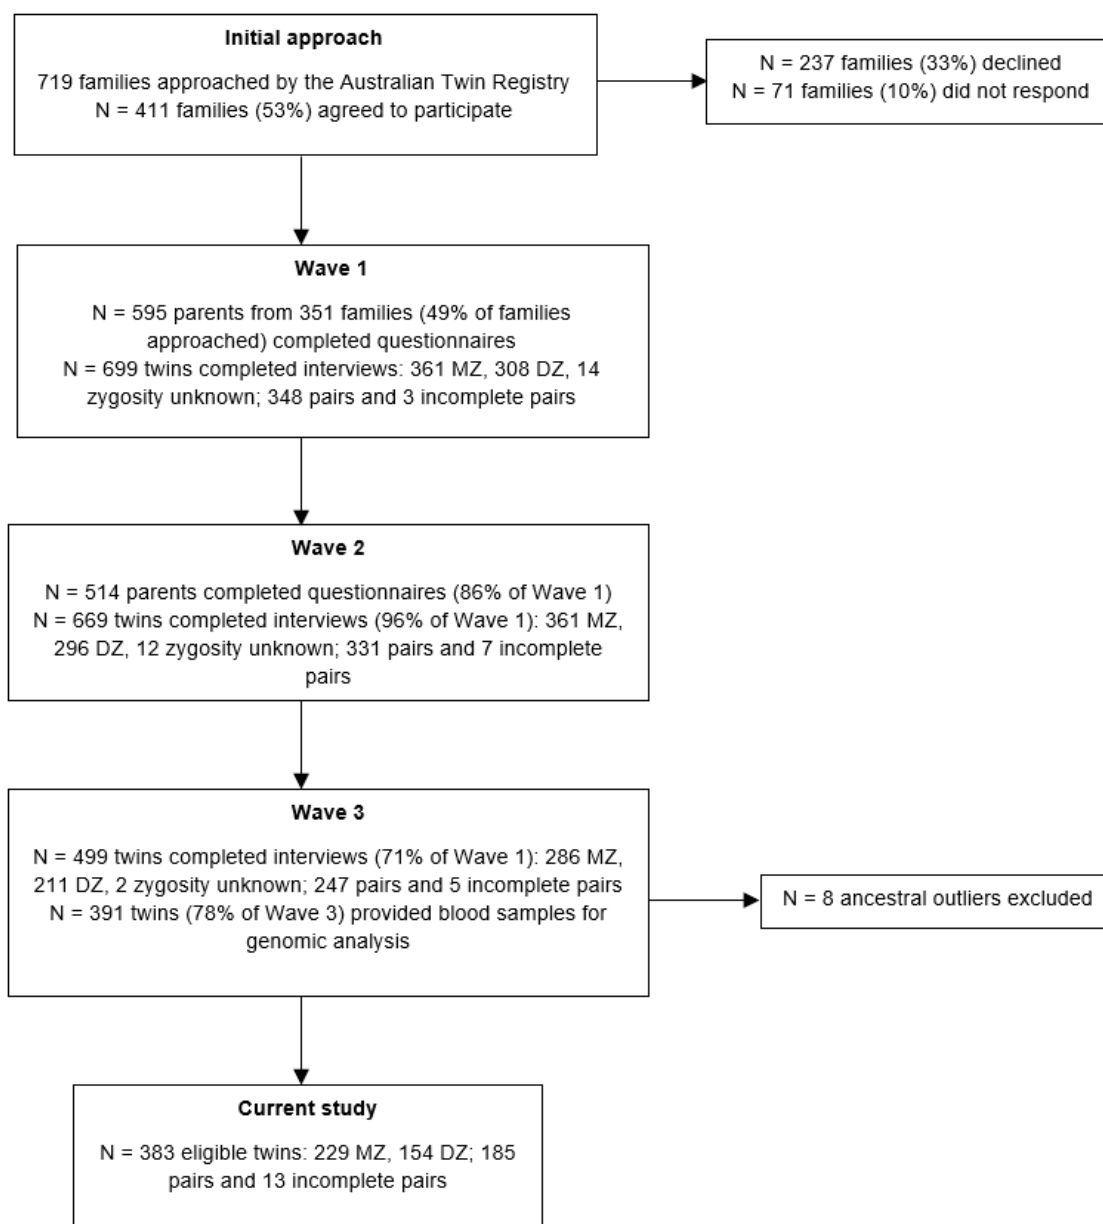 Initial approach
719 families approached by the Australian Twin Registry
N = 411 families (53%) agreed to participate
N = 237 families (33%) declined
N = 71 families (10%) did not respond
Wave 1
N = 595 parents from 351 families (49% of families
approached) completed questionnaires
N = 699 twins completed interviews: 361 MZ, 308 DZ, 14
zygosity unknown; 348 pairs and 3 incomplete pairs
Wave 2
N = 514 parents completed questionnaires (86% of Wave 1)
N = 669 twins completed interviews (96% of Wave 1): 361 MZ,
296 DZ, 12 zygosity unknown; 331 pairs and 7 incomplete
pairs
Wave 3
N = 499 twins completed interviews (71% of Wave 1): 286 MZ,
211 DZ, 2 zygosity unknown; 247 pairs and 5 incomplete pairs
N = 391 twins (78% of Wave 3) provided blood samples for
genomic analysis
N = 8 ancestral outliers excluded
Current study
N = 383 eligible twins: 229 MZ, 154 DZ; 185
pairs and 13 incomplete pairs